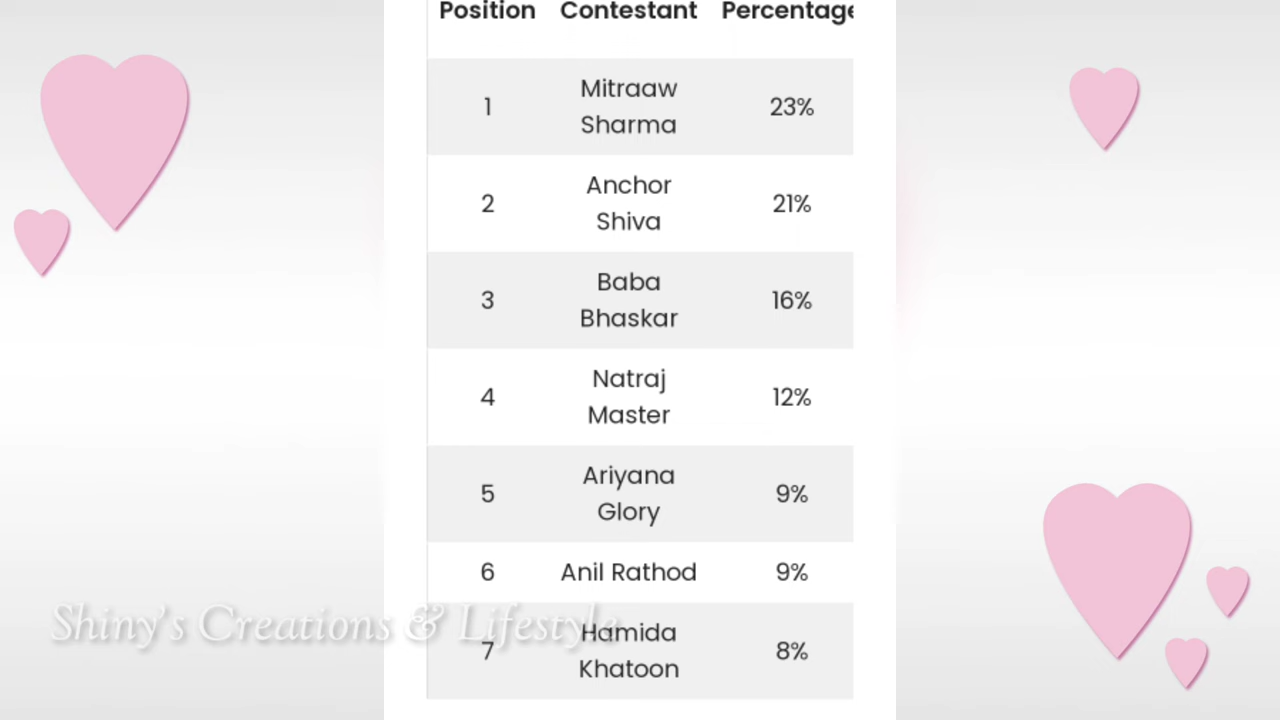 Position Contestant Percentage
1 Mitraaw Sharma 23%
2 Anchor Shiva 21%
3 Baba Bhaskar 16%
4 Natraj Master 12%
5 Ariyana Glory 9%
6 Anil Rathod 9%
7 Hamida Khatoon 8%
Shiny's Creations & Lifestyle